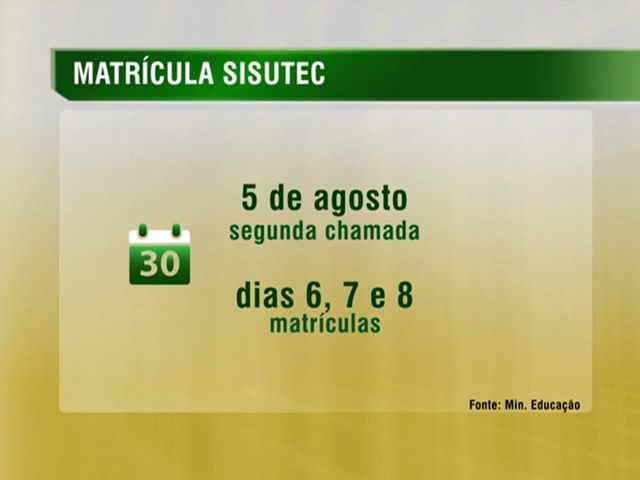 MATRÍCULA SISUTEC
5 de agosto
segunda chamada
30
dias 6, 7 e 8
matrículas
Fonte: Min. Educação